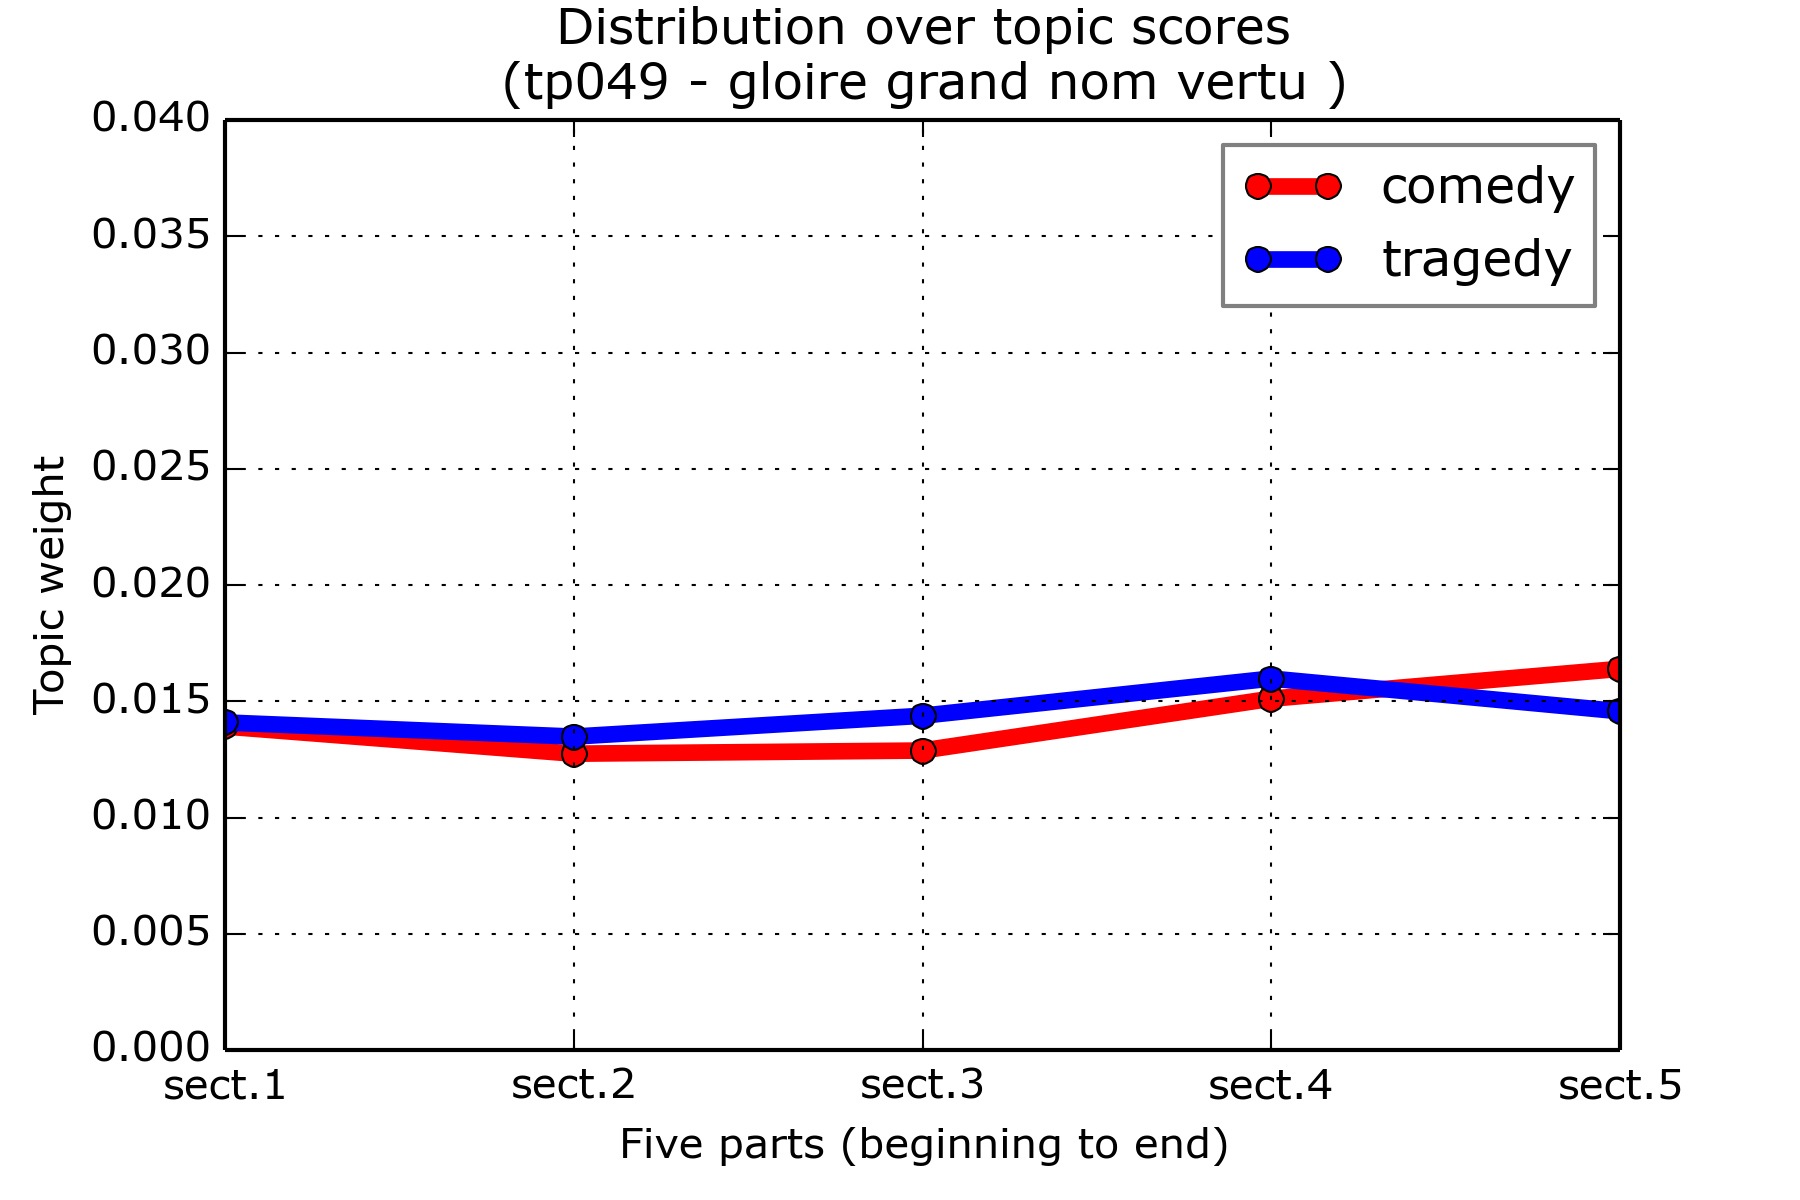 Distribution over topic scores
(tp049 - gloire grand nom vertu )
comedy
tragedy
0.040
0.035
0.030
0.025
0.020
0.015
0.010
0.005
0.000
Topic weight
sect.1 sect.2 sect.3 sect.4 sect.5
Five parts (beginning to end)